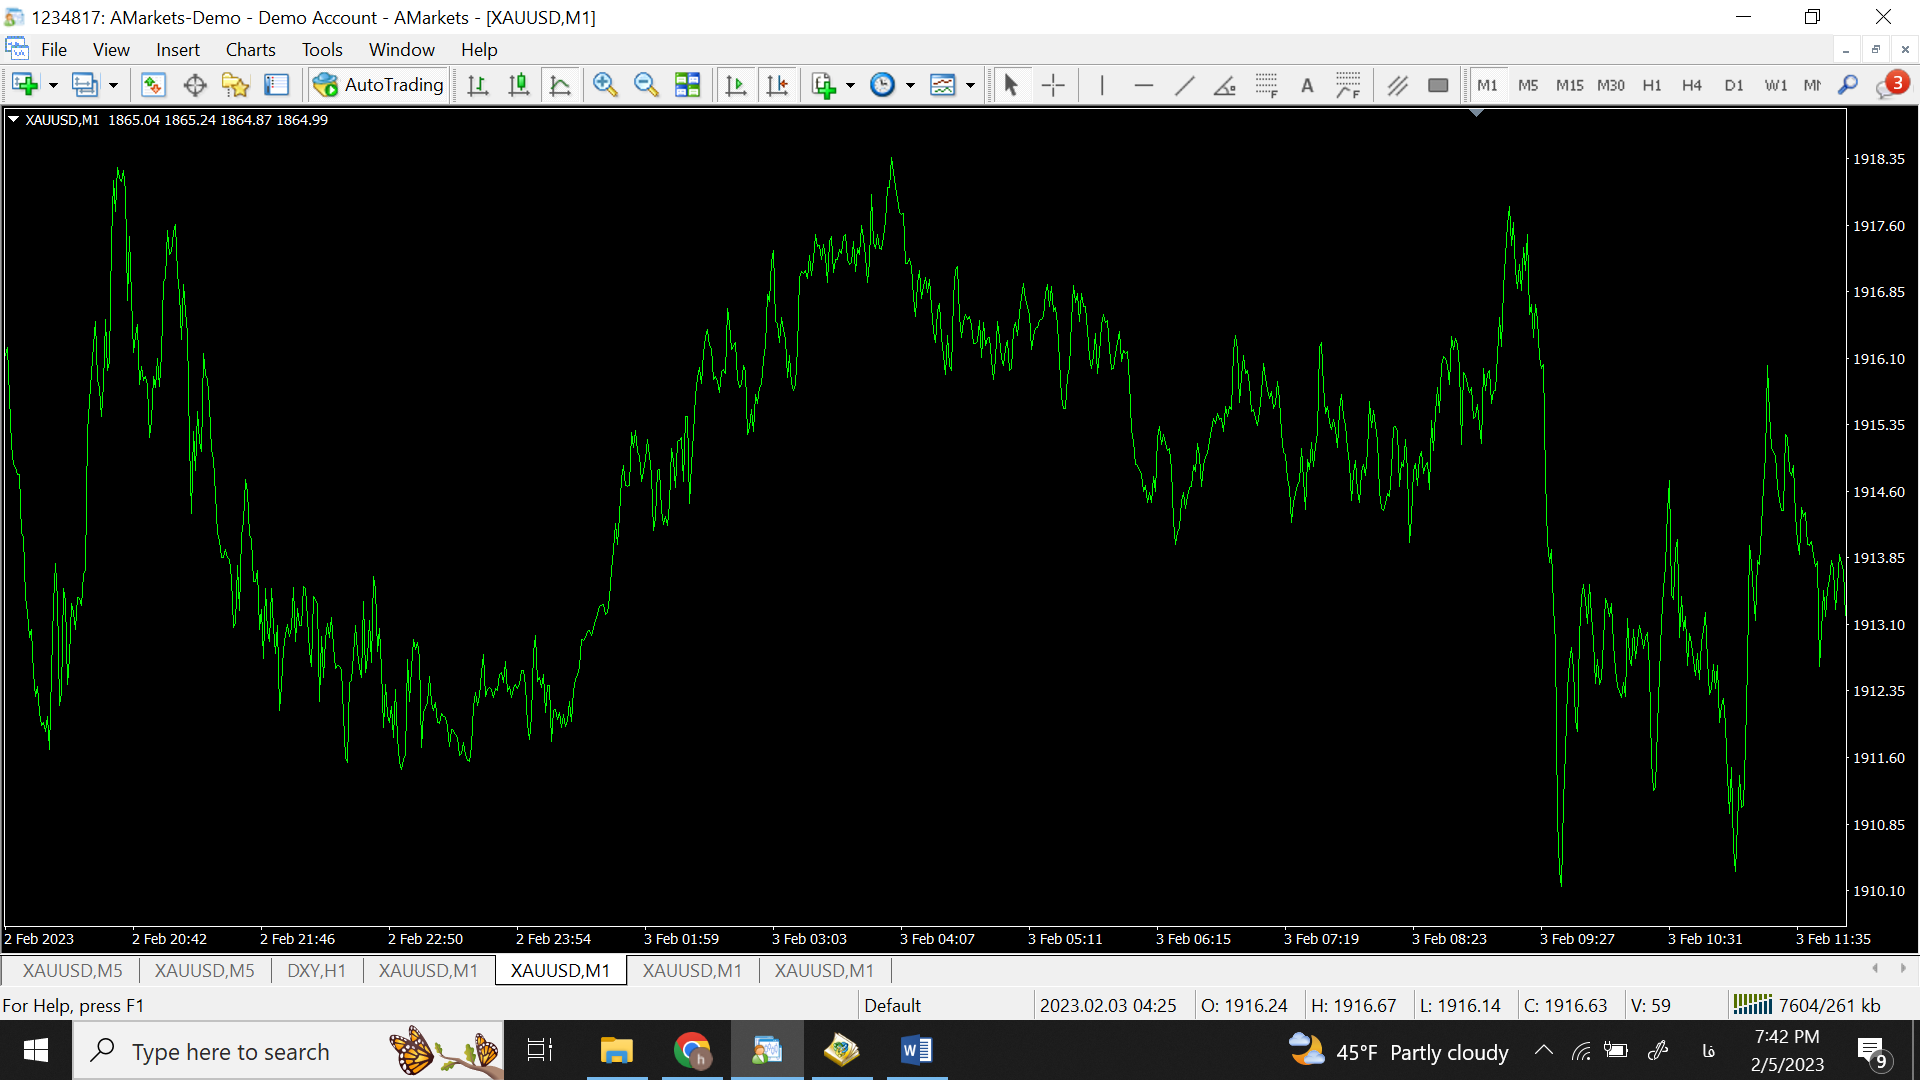 1234817: AMarkets-Demo - Demo Account - AMarkets - [XAUUSD,M1]
File View Insert Charts Tools Window Help
AutoTrading A F F M1 M5 M15 M30 H1 H4 D1 W1 3
XAUUSD,M1 1865.04 1865.24 1864.87 1864.99
1918.35
1917.60
1916.85
1916.10
1915.35
1914.60
1913.85
1913.10
1912.35
1911.60
1910.85
1910.10
2 Feb 2023 2 Feb 20:42 2 Feb 21:46 2 Feb 22:50 2 Feb 23:54 3 Feb 01:59 3 Feb 03:03 3 Feb 04:07 3 Feb 05:11 3 Feb 06:15 3 Feb 07:19 3 Feb 08:23 3 Feb 09:27 3 Feb 10:31 3 Feb 11:35
XAUUSD,M5 XAUUSD,M5 DXY,H1 XAUUSD,M1 XAUUSD,M1 XAUUSD,M1 XAUUSD,M1
For Help, press F1 Default 2023.02.03 04:25 O: 1916.24 H: 1916.67 L: 1916.14 C: 1916.63 V: 59 7604/261 kb
Type here to search h W 45°F Partly cloudy فا 7:42 PM
2/5/2023 9